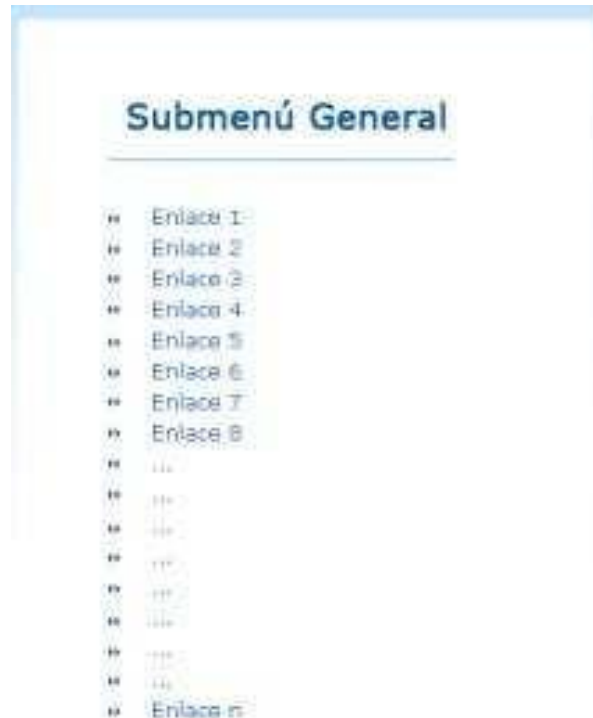 Submenú General
» Enlace 1
» Enlace 2
» Enlace 3
» Enlace 4
» Enlace 5
» Enlace 6
» Enlace 7
» Enlace 8
» ...
» ...
» ...
» ...
» ...
» ....
» ....
» ...
» Enlace n